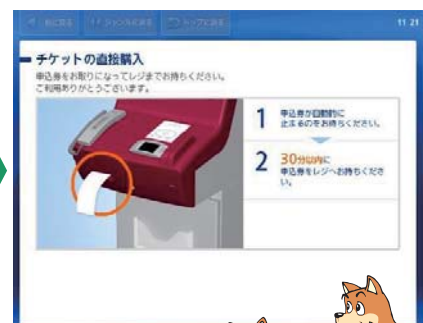 11 21
チケットの直接購入
申込券をお取りになってレジまでお持ちください。
ご利用ありがとうございます。
1 申込券が自動的に
止まるのをお待ちください。
2 30分以内に
申込券をレジへお持ちくださ
い。